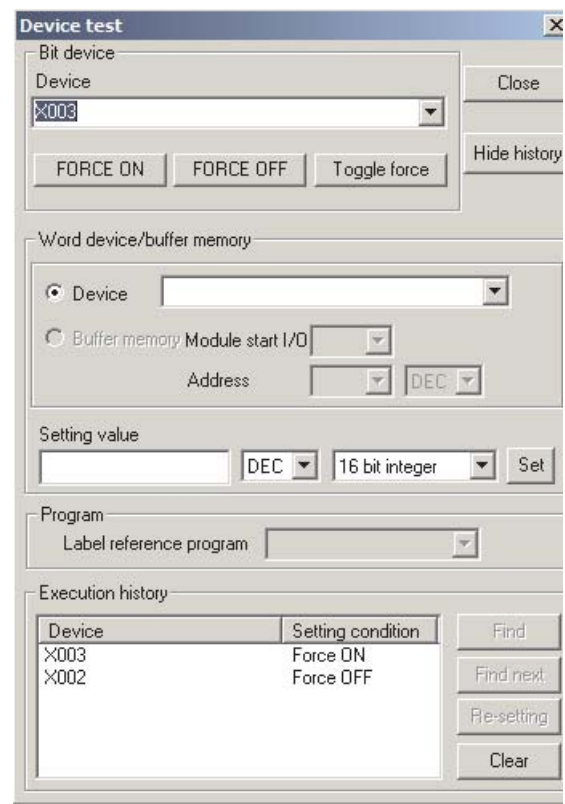 Device test
Bit device
Device
Close
X003
Hide history
FORCE ON FORCE OFF Toggle force
Word device/buffer memory
Device
Buffer memory Module start I/O
Address DEC
Setting value
DEC 16 bit integer Set
Program
Label reference program
Execution history
Device Setting condition Find
X003 Force ON
X002 Force OFF Find next
Re-setting
Clear